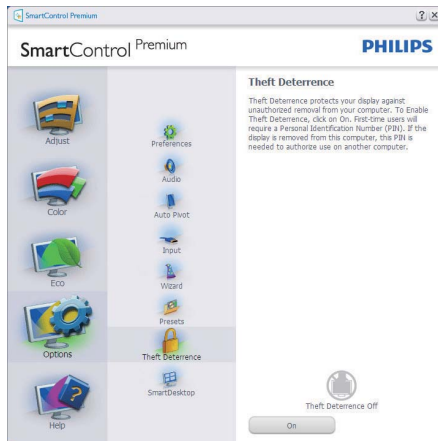 SmartControl Premium
SmartControl Premium
PHILIPS
Adjust
Color
Eco
Options
Help
Preferences
Audio
Auto Pivot
Input
Wizard
Presets
Theft Deterrence
SmartDesktop
Theft Deterrence
Theft Deterrence protects your display against
unauthorized removal from your computer. To Enable
Theft Deterrence, click on On. First-time users will
require a Personal Identification Number (PIN). If the
display is removed from this computer, this PIN is
needed to authorize use on another computer.
Theft Deterrence Off
On